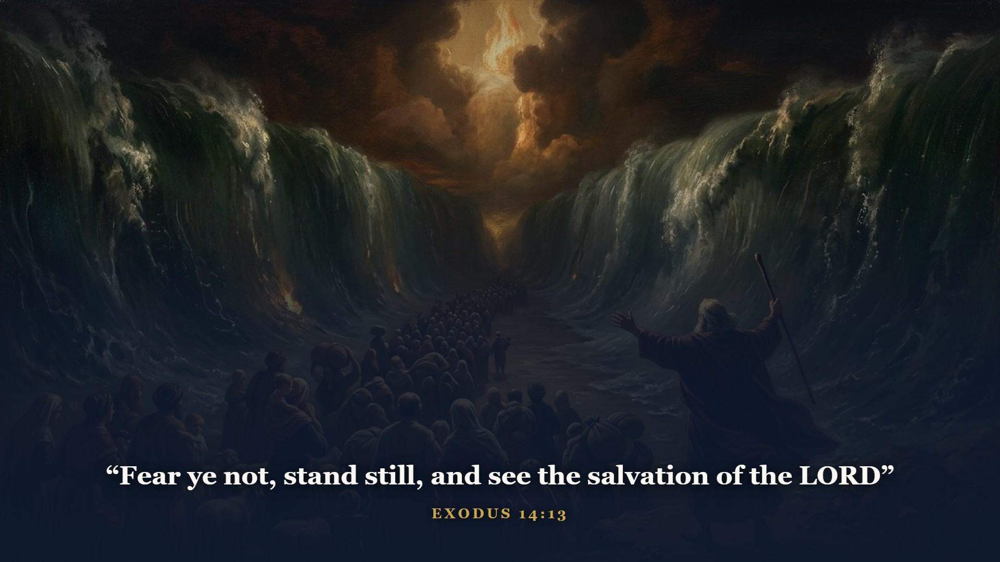 “Fear ye not, stand still, and see the salvation of the LORD”
EXODUS 14:13